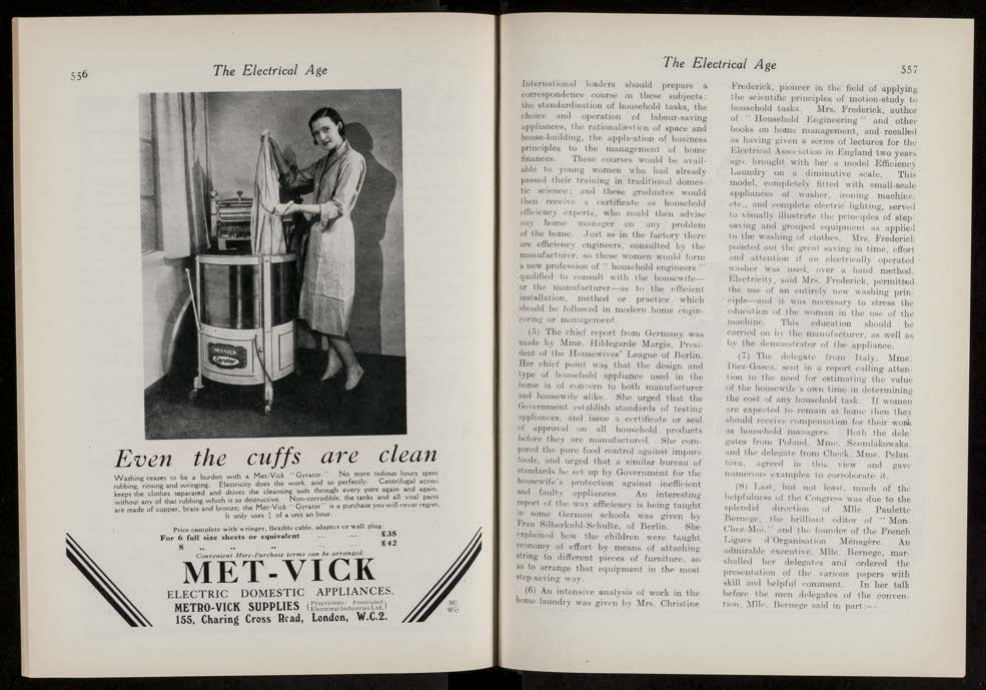 556
The Electrical Age
MET-VICK
Gyrator
Even the cuffs are clean
Washing ceases to be a burden with a Met-Vick "Gyrator." No more tedious hours spent
rubbing, rinsing and wringing. Electricity does the work, and so perfectly. Centrifugal action
keeps the clothes separated and drives the cleansing suds through every pore again and again,
without any of that rubbing which is so destructive. Non-corrodible, the tanks and all vital parts
are made of copper, brass and bronze; the Met-Vick "Gyrator" is a purchase you will never regret.
It only uses ¼ of a unit an hour.
Price complete with wringer, flexible cable, adaptor or wall plug
For 6 full size sheets or equivalent ... ... £35
8 ,, ,, ,, ... £42
Convenient Hire-Purchase terms can be arranged
MET-VICK
ELECTRIC DOMESTIC APPLIANCES.
METRO-VICK SUPPLIES (Proprietors: Associated
Electrical Industries Ltd.)
155, Charing Cross Road, London, W.C.2.
The Electrical Age
557
International leaders should prepare a
correspondence course in these subjects:
the standardisation of household tasks, the
choice and operation of labour-saving
appliances, the rationalisation of space and
house-building, the application of business
principles to the management of home
finances. These courses would be avail-
able to young women who had already
passed their training in traditional domes-
tic science; and these graduates would
then receive a certificate as household
efficiency experts, who could then advise
any home manager on any problem
of the home. Just as in the factory there
are efficiency engineers, consulted by the
manufacturer, so these women would form
a new profession of "household engineers"
qualified to consult with the housewife—
or the manufacturer—as to the efficient
installation, method or practice which
should be followed in modern home engin-
eering or management.
(5) The chief report from Germany was
made by Mme. Hildegarde Margis, Presi-
dent of the Housewives' League of Berlin.
Her chief point was that the design and
type of household appliance used in the
home is of concern to both manufacturer
and housewife alike. She urged that the
Government establish standards of testing
appliances, and issue a certificate or seal
of approval on all household products
before they are manufactured. She com-
pared the pure food control against impure
foods, and urged that a similar bureau of
standards be set up by Government for the
housewife's protection against inefficient
and faulty appliances. An interesting
report of the way efficiency is being taught
in some German schools was given by
Frau Silberkuhl-Schulte, of Berlin. She
explained how the children were taught
economy of effort by means of attaching
string to different pieces of furniture, so
as to arrange that equipment in the most
step-saving way.
(6) An intensive analysis of work in the
home laundry was given by Mrs. Christine
Frederick, pioneer in the field of applying
the scientific principles of motion-study to
household tasks. Mrs. Frederick, author
of "Household Engineering" and other
books on home management, and recalled
as having given a series of lectures for the
Electrical Association in England two years
ago, brought with her a model Efficiency
Laundry on a diminutive scale. This
model, completely fitted with small-scale
appliances of washer, ironing machine,
etc., and complete electric lighting, served
to visually illustrate the principles of step
saving and grouped equipment as applied
to the washing of clothes. Mrs. Frederick
pointed out the great saving in time, effort
and attention if an electrically operated
washer was used, over a hand method.
Electricity, said Mrs. Frederick, permitted
the use of an entirely new washing prin-
ciple—and it was necessary to stress the
education of the woman in the use of the
machine. This education should be
carried on by the manufacturer, as well as
by the demonstrator of the appliance.
(7) The delegate from Italy, Mme.
Diez-Gasca, sent in a report calling atten-
tion to the need for estimating the value
of the housewife's own time in determining
the cost of any household task. If women
are expected to remain at home then they
should receive compensation for their work
as household managers. Both the dele-
gates from Poland, Mme. Szumlakowska,
and the delegate from Check, Mme. Pelan-
tova, agreed in this view and gave
numerous examples to corroborate it.
(8) Last, but not least, much of the
helpfulness of the Congress was due to the
splendid direction of Mlle. Paulette
Bernege, the brilliant editor of "Mon
Chez-Moi," and the founder of the French
Ligues d'Organisation Ménagère. An
admirable executive, Mlle. Bernege, mar-
shalled her delegates and ordered the
presentation of the various papers with
skill and helpful comment. In her talk
before the men delegates of the conven-
tion, Mlle. Bernege said in part:—